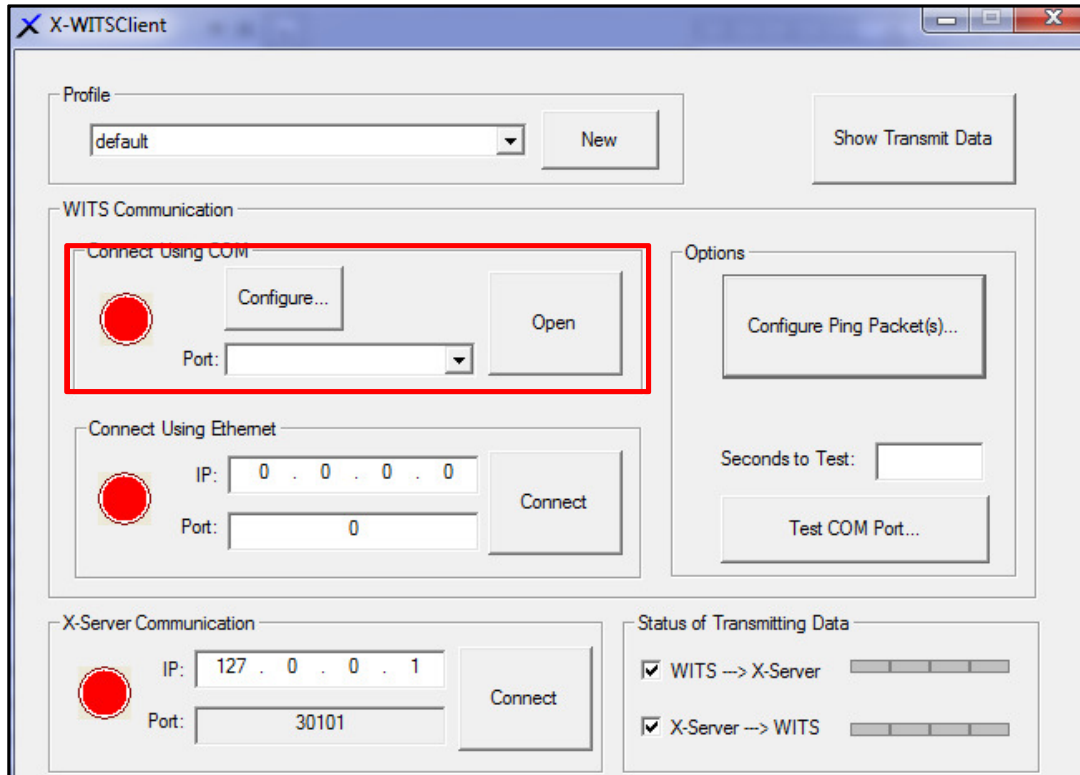 X-WITSClient
Profile
default
New
Show Transmit Data
WITS Communication
Connect Using COM
Configure...
Port:
Open
Options
Configure Ping Packet(s)...
Connect Using Ethernet
IP: 0 . 0 . 0 . 0
Port: 0
Connect
Seconds to Test:
Test COM Port...
X-Server Communication
IP: 127 . 0 . 0 . 1
Port: 30101
Connect
Status of Transmitting Data
WITS ---> X-Server
X-Server ---> WITS